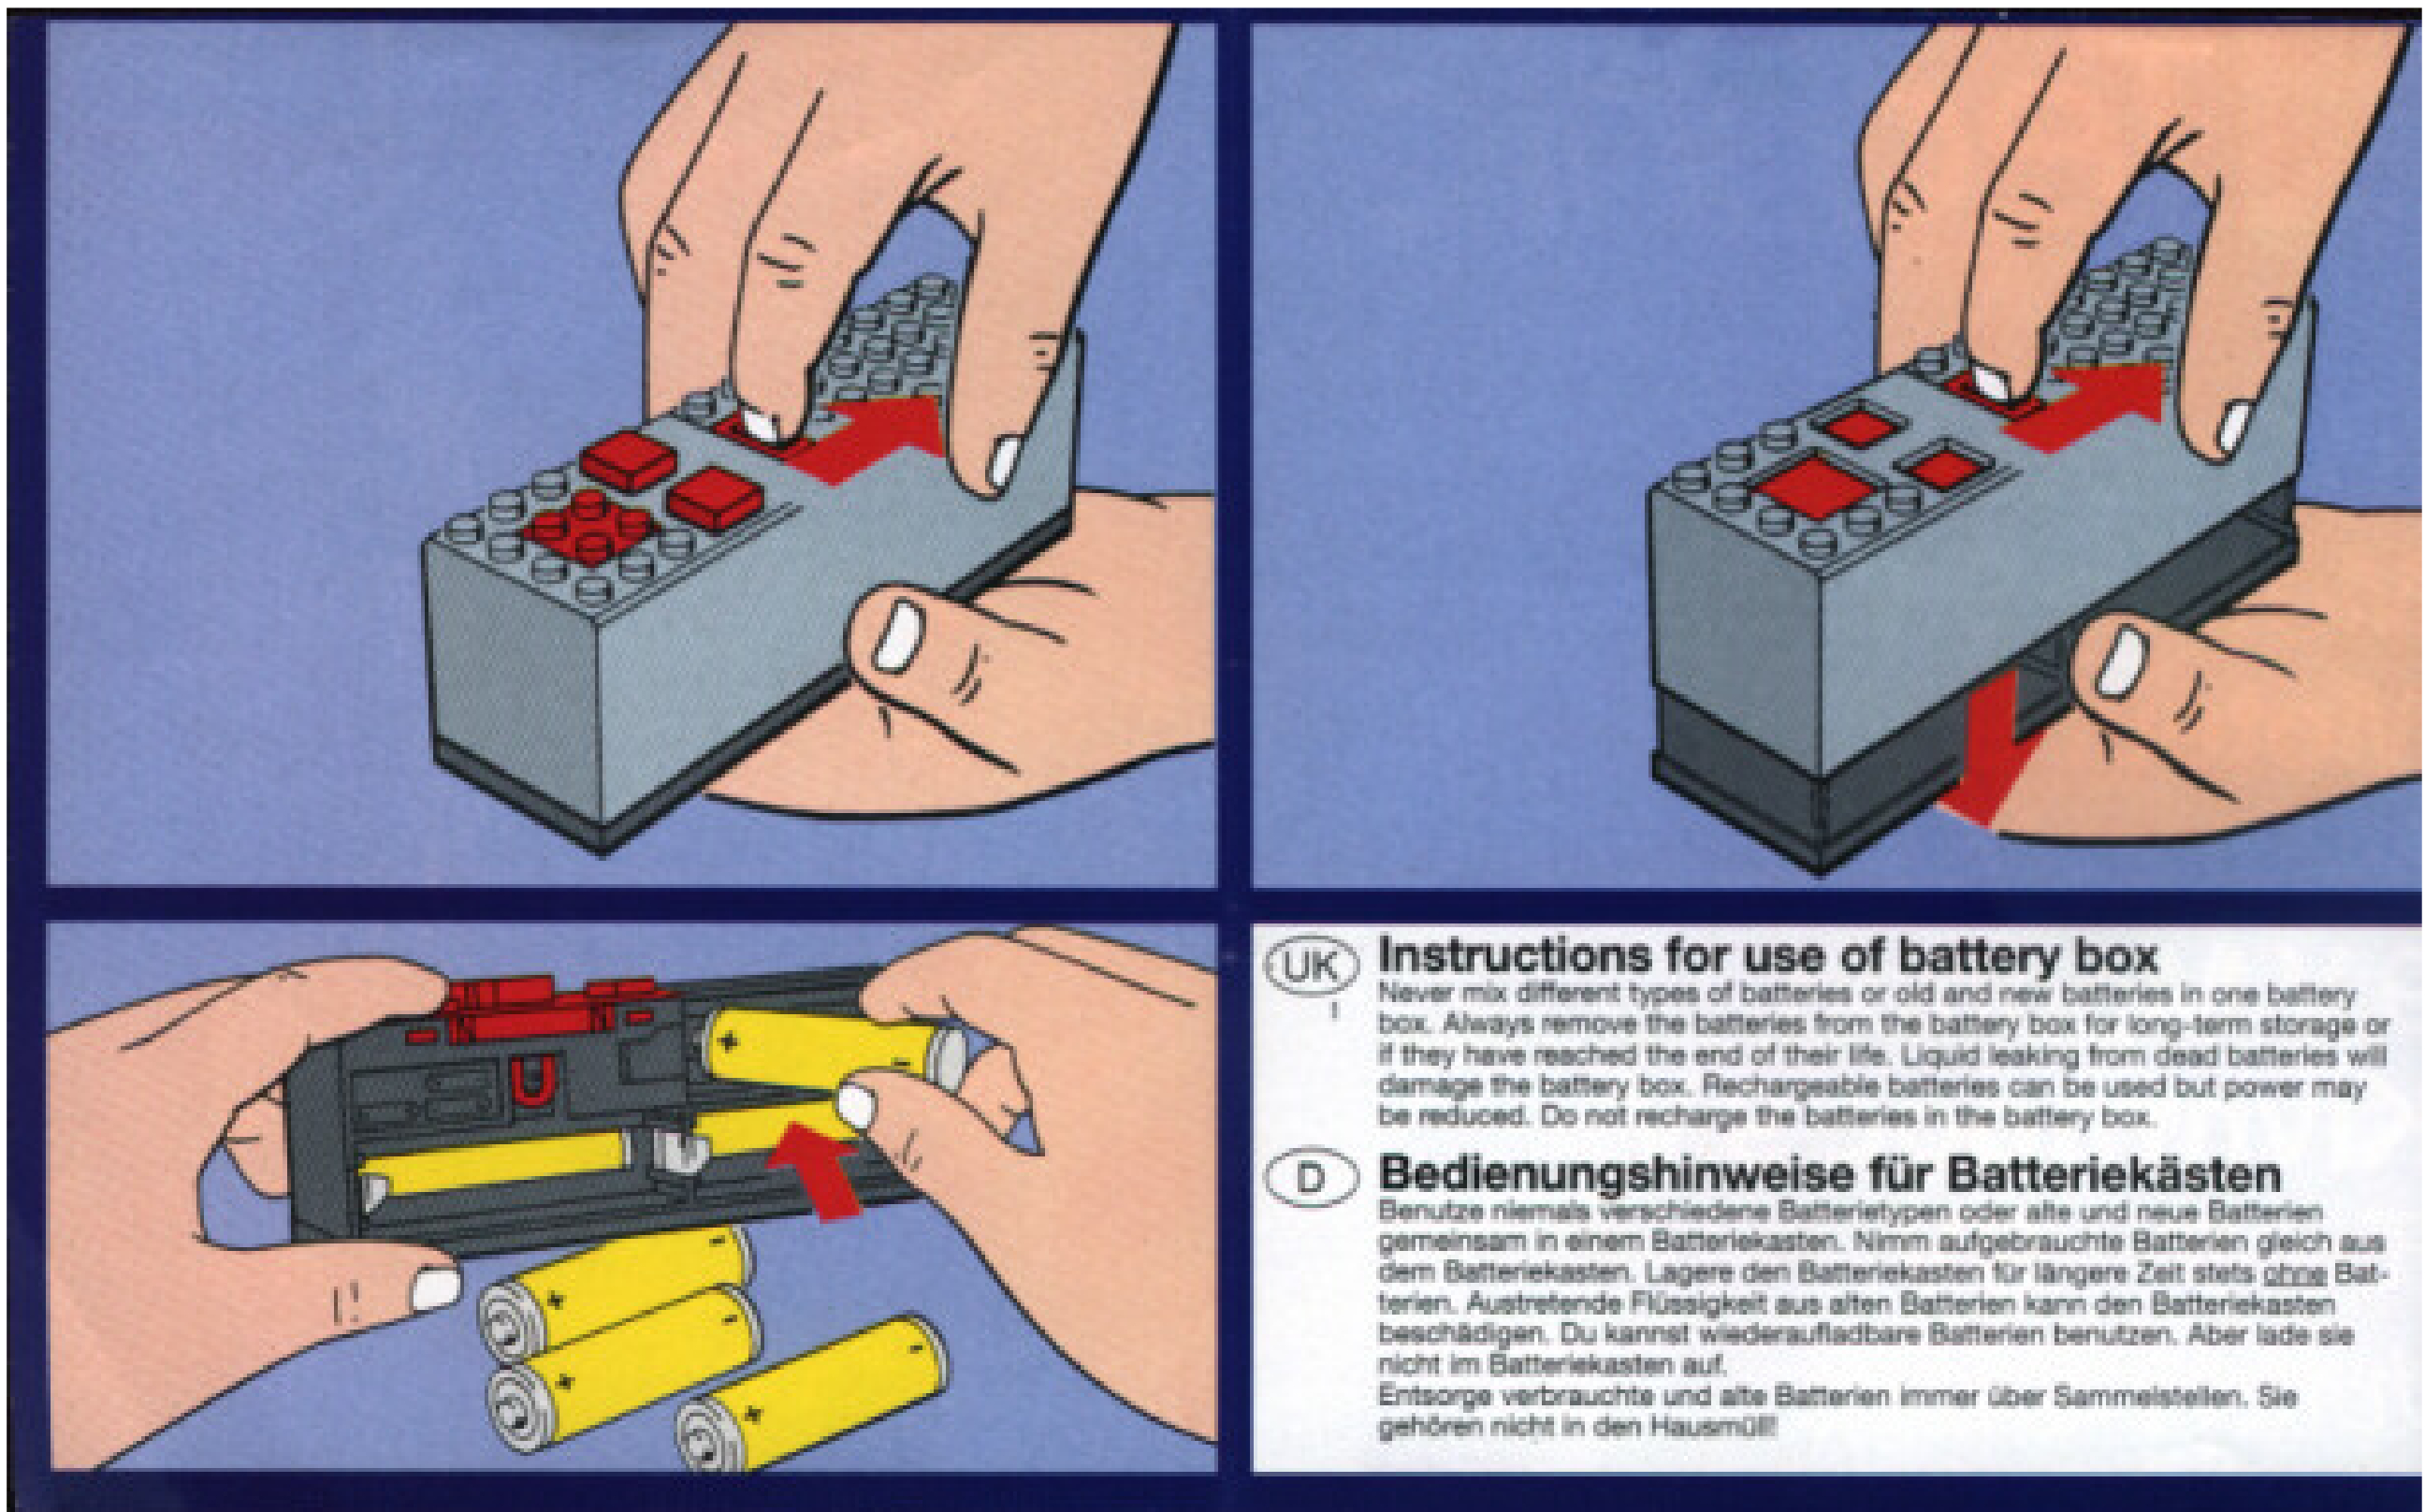 UK
Instructions for use of battery box
Never mix different types of batteries or old and new batteries in one battery
box. Always remove the batteries from the battery box for long-term storage or
if they have reached the end of their life. Liquid leaking from dead batteries will
damage the battery box. Rechargeable batteries can be used but power may
be reduced. Do not recharge the batteries in the battery box.
D
Bedienungshinweise für Batteriekästen
Benutze niemals verschiedene Batterietypen oder alte und neue Batterien
gemeinsam in einem Batteriekasten. Nimm aufgebrauchte Batterien gleich aus
dem Batteriekasten. Lagere den Batteriekasten für längere Zeit stets ohne Bat-
terien. Austretende Flüssigkeit aus alten Batterien kann den Batteriekasten
beschädigen. Du kannst wiederaufladbare Batterien benutzen. Aber lade sie
nicht im Batteriekasten auf.
Entsorge verbrauchte und alte Batterien immer über Sammelstellen. Sie
gehören nicht in den Hausmüll!